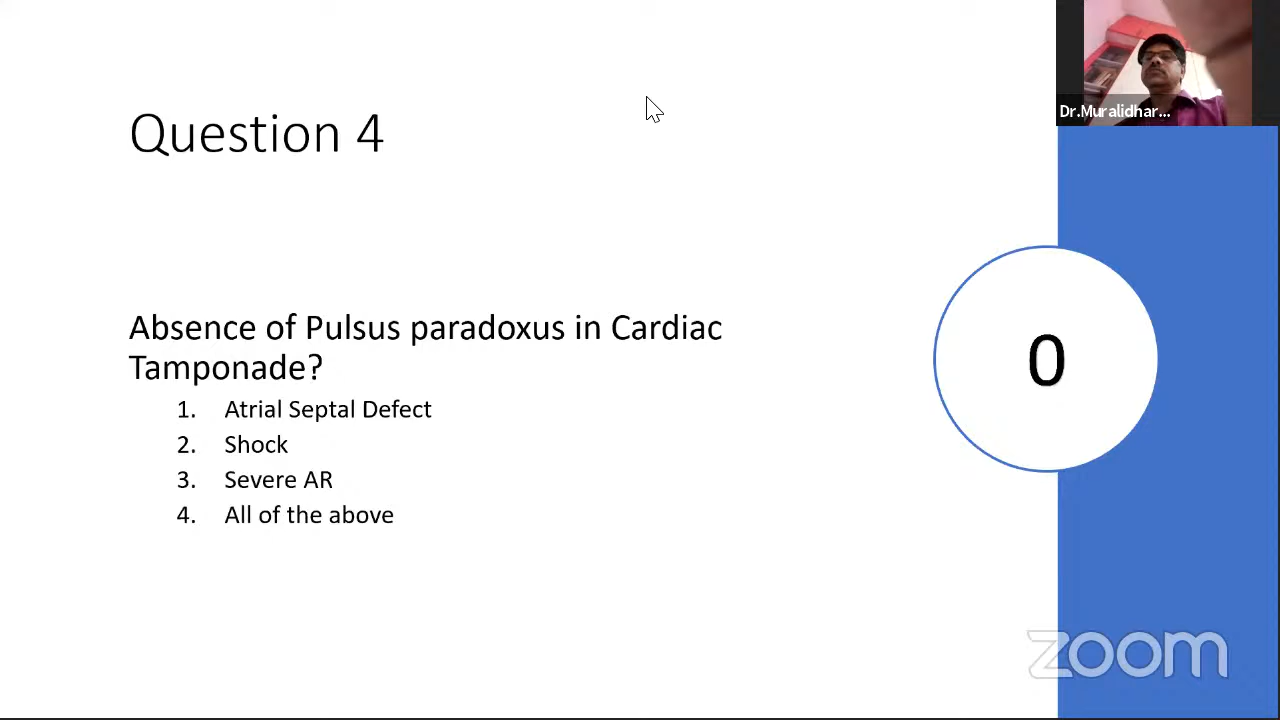 Dr.Muralidhar...
Question 4
Absence of Pulsus paradoxus in Cardiac
Tamponade?
1. Atrial Septal Defect
2. Shock
3. Severe AR
4. All of the above
0
zoom